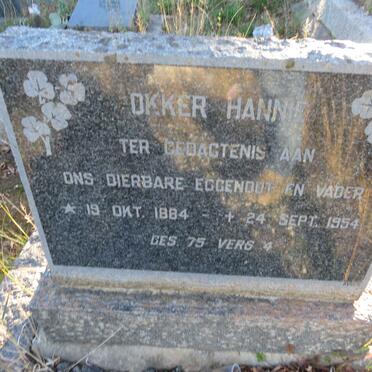 OKKER HANNIE
TER GEDAGTENIS AAN
ONS DIERBARE EGGENOOT EN VADER
* 19 OKT. 1884 - + 24 SEPT. 1954
GES 75 VERS 4